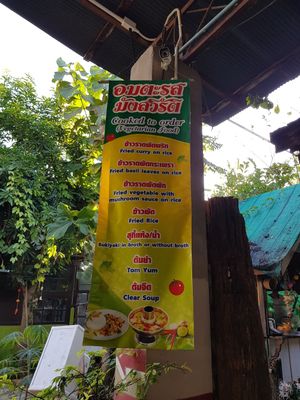 อมตะรส
มังสวิรัติ
Cooked to order
(Vegetarian Food)
ข้าวราดผัดพริก
Fried curry on rice
ข้าวราดผัดกระเพรา
Fried basil leaves on rice
ข้าวราดผัดผัก
Fried vegetable with
mushroom sauce on rice
ข้าวผัด
Fried Rice
สุกี้แห้ง/น้ำ
Sukiyaki in broth or without broth
ต้มยำ
Tom Yum
ต้มจืด
Clear Soup